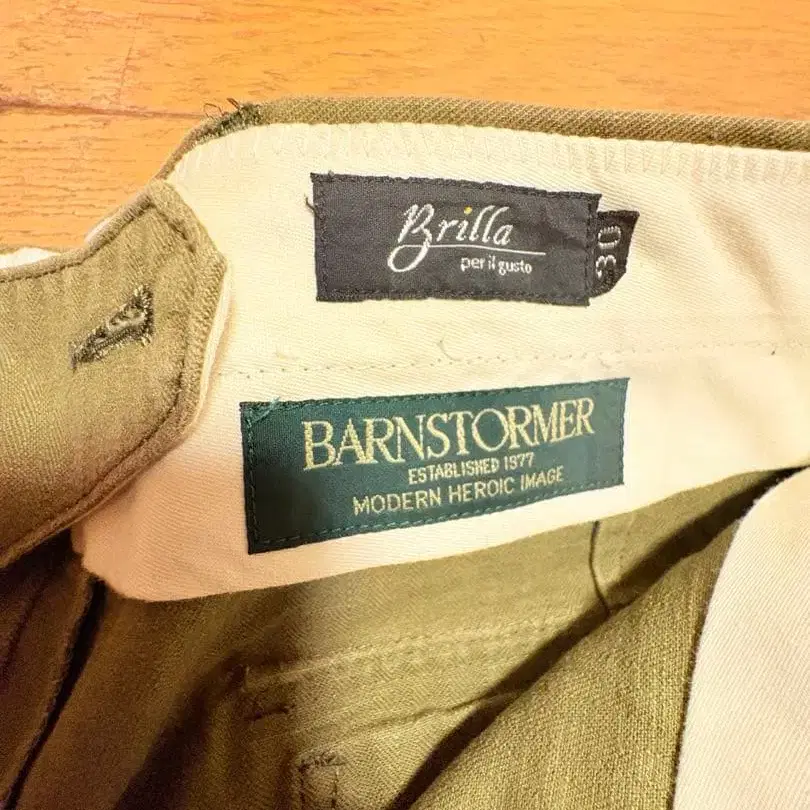 Brilla
per il gusto
30
BARNSTORMER
ESTABLISHED 1977
MODERN HEROIC IMAGE